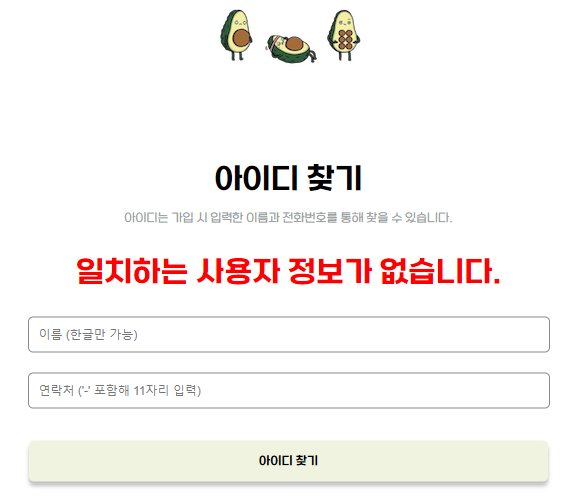 아이디 찾기
아이디는 가입 시 입력한 이름과 전화번호를 통해 찾을 수 있습니다.
일치하는 사용자 정보가 없습니다.
이름 (한글만 가능)
연락처 ('-' 포함해 11자리 입력)
아이디 찾기